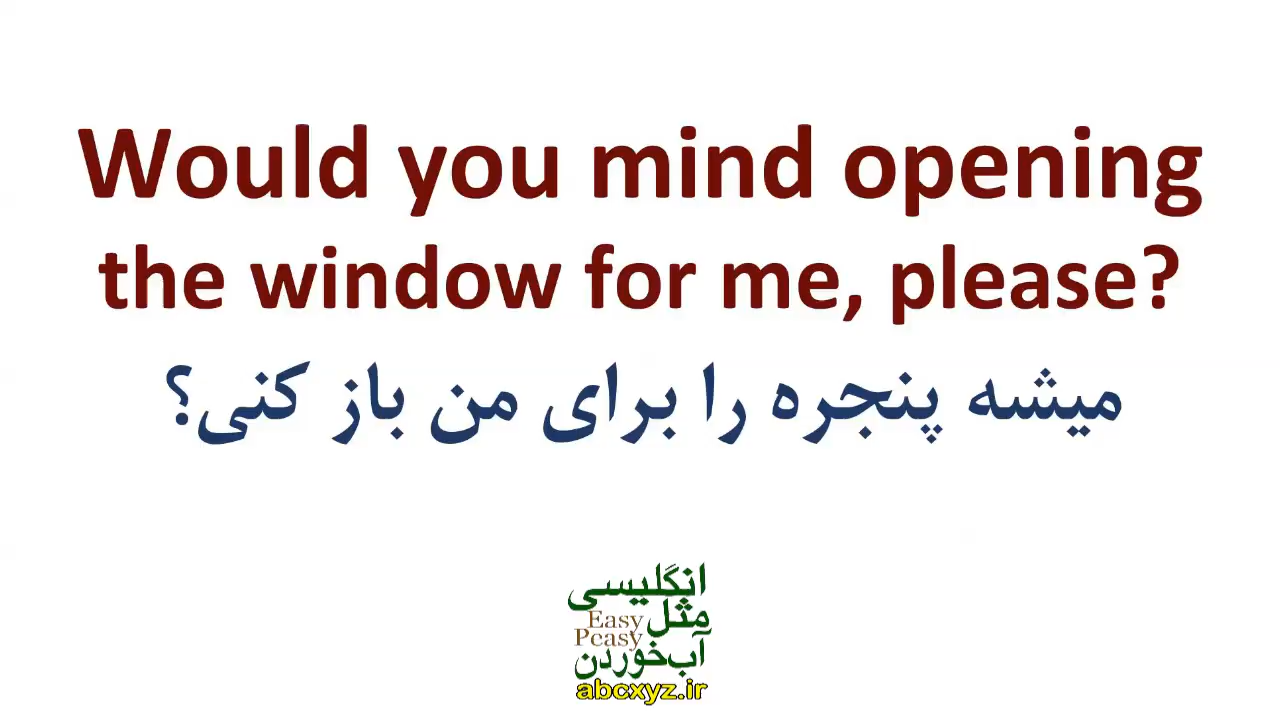 Would you mind opening
the window for me, please?
میشه پنجره را برای من باز کنی؟
انگلیسی
مثل
Easy
Peasy
آب‌خوردن
abcxyz.ir